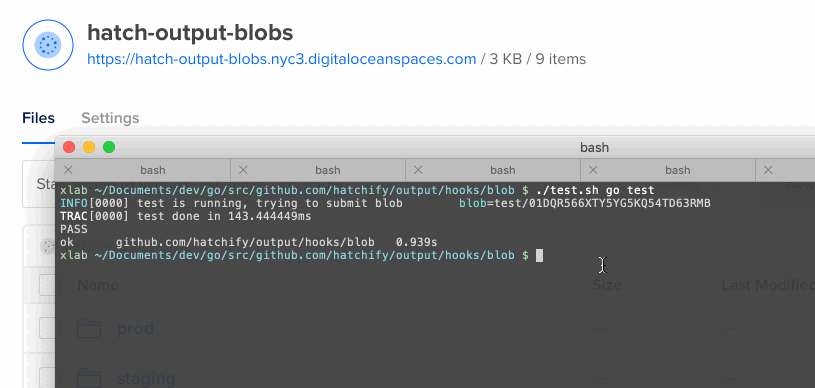 hatch-output-blobs
https://hatch-output-blobs.nyc3.digitaloceanspaces.com / 3 KB / 9 items
Files Settings
bash
bash bash bash bash
Sta
xlab ~/Documents/dev/go/src/github.com/hatchify/output/hooks/blob $ ./test.sh go test
INFO[0000] test is running, trying to submit blob blob=test/01DQR566XTY5YG5KQ54TD63RMB
TRAC[0000] test done in 143.444449ms
PASS
ok github.com/hatchify/output/hooks/blob 0.939s
xlab ~/Documents/dev/go/src/github.com/hatchify/output/hooks/blob $
Name Size Last Modified
prod
staging